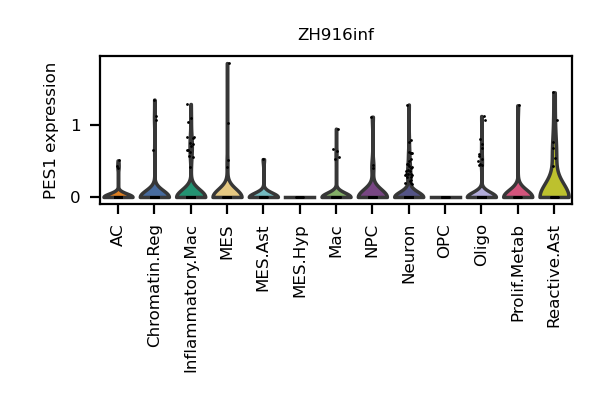 ZH916inf
PES1 expression
1
0
AC
Chromatin.Reg
Inflammatory.Mac
MES
MES.Ast
MES.Hyp
Mac
NPC
Neuron
OPC
Oligo
Prolif.Metab
Reactive.Ast